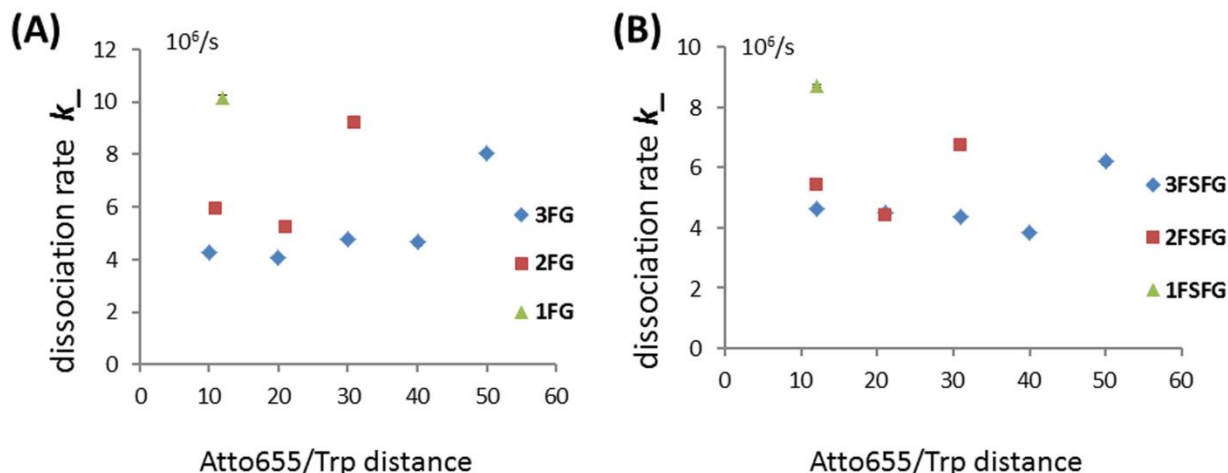 (A)
10⁶/s
dissociation rate k_
12
10
8
6
4
2
0
0 10 20 30 40 50 60
Atto655/Trp distance
3FG
2FG
1FG
(B)
10⁶/s
dissociation rate k_
10
8
6
4
2
0
0 10 20 30 40 50 60
Atto655/Trp distance
3FSFG
2FSFG
1FSFG